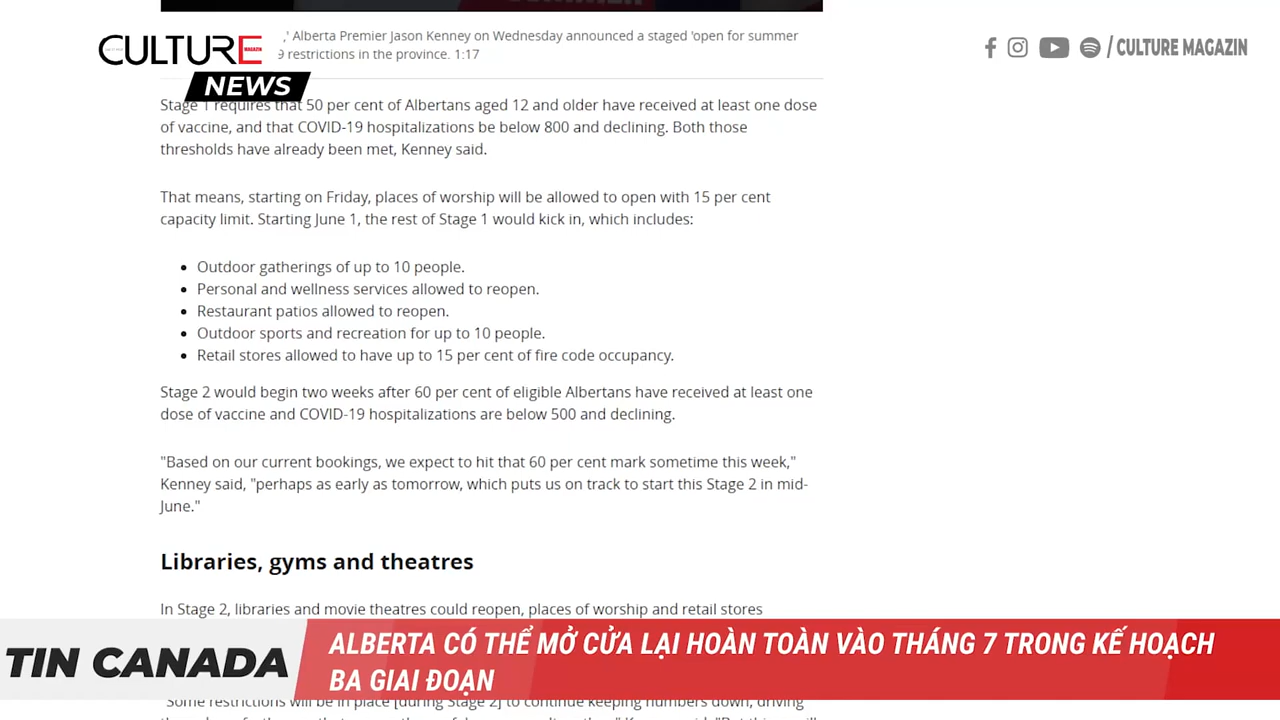 ,' Alberta Premier Jason Kenney on Wednesday announced a staged 'open for summer
9 restrictions in the province. 1:17
CULTURE
MAGAZIN
NEWS
/ CULTURE MAGAZIN
Stage 1 requires that 50 per cent of Albertans aged 12 and older have received at least one dose
of vaccine, and that COVID-19 hospitalizations be below 800 and declining. Both those
thresholds have already been met, Kenney said.
That means, starting on Friday, places of worship will be allowed to open with 15 per cent
capacity limit. Starting June 1, the rest of Stage 1 would kick in, which includes:
• Outdoor gatherings of up to 10 people.
• Personal and wellness services allowed to reopen.
• Restaurant patios allowed to reopen.
• Outdoor sports and recreation for up to 10 people.
• Retail stores allowed to have up to 15 per cent of fire code occupancy.
Stage 2 would begin two weeks after 60 per cent of eligible Albertans have received at least one
dose of vaccine and COVID-19 hospitalizations are below 500 and declining.
"Based on our current bookings, we expect to hit that 60 per cent mark sometime this week,"
Kenney said, "perhaps as early as tomorrow, which puts us on track to start this Stage 2 in mid-
June."
Libraries, gyms and theatres
In Stage 2, libraries and movie theatres could reopen, places of worship and retail stores
TIN CANADA
ALBERTA CÓ THỂ MỞ CỬA LẠI HOÀN TOÀN VÀO THÁNG 7 TRONG KẾ HOẠCH
BA GIAI ĐOẠN
"Some restrictions will be in place [during Stage 2] to continue keeping numbers down, driving